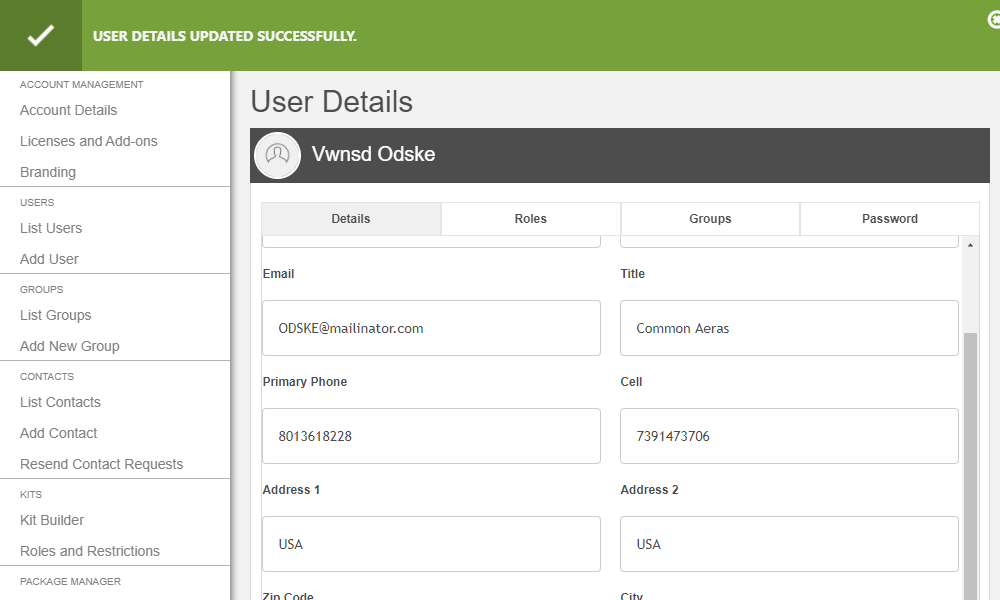 USER DETAILS UPDATED SUCCESSFULLY.
ACCOUNT MANAGEMENT
Account Details
Licenses and Add-ons
Branding
USERS
List Users
Add User
GROUPS
List Groups
Add New Group
CONTACTS
List Contacts
Add Contact
Resend Contact Requests
KITS
Kit Builder
Roles and Restrictions
PACKAGE MANAGER
User Details
Vwnsd Odske
Details Roles Groups Password
Email Title
ODSKE@mailinator.com Common Aeras
Primary Phone Cell
8013618228 7391473706
Address 1 Address 2
USA USA
Zip Code City